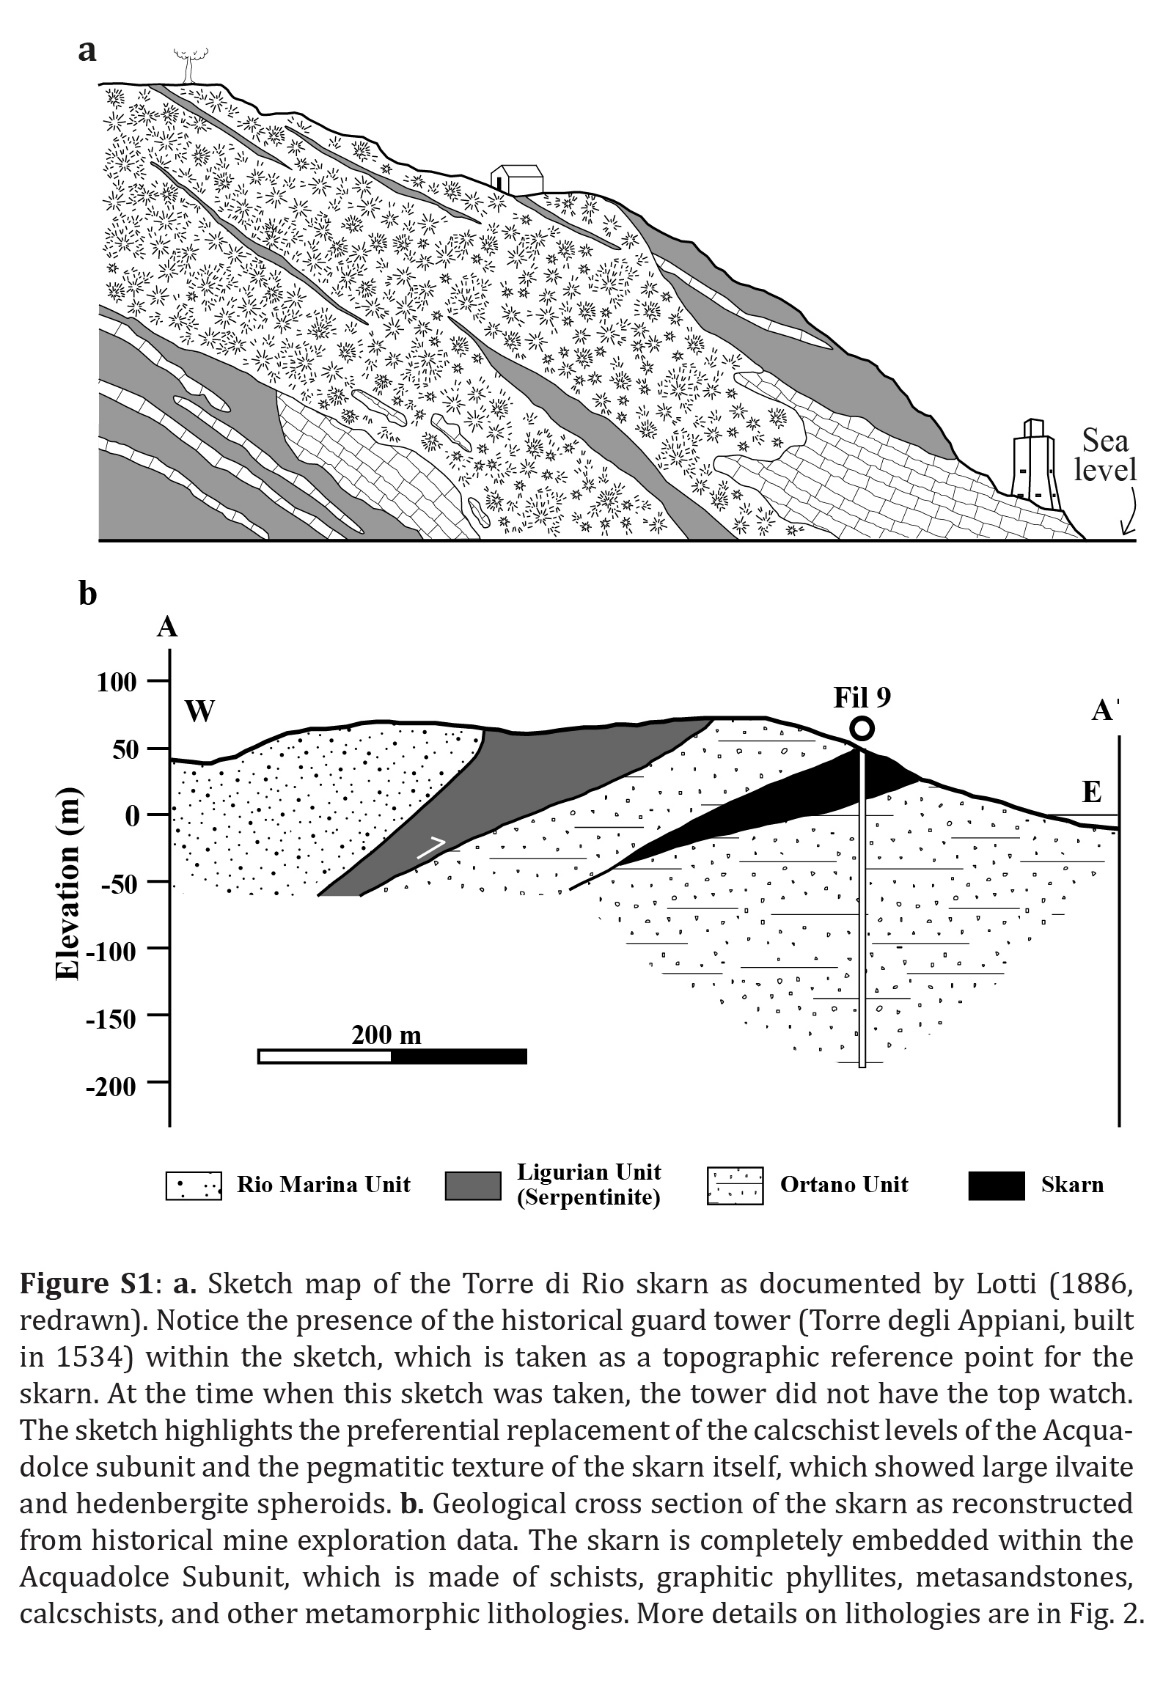 a
Sea
level
b
A
100
W
Fil 9
A'
50
E
0
Elevation (m)
-50
-100
-150
200 m
-200
Rio Marina Unit
Ligurian Unit
(Serpentinite)
Ortano Unit
Skarn
Figure S1: a. Sketch map of the Torre di Rio skarn as documented by Lotti (1886,
redrawn). Notice the presence of the historical guard tower (Torre degli Appiani, built
in 1534) within the sketch, which is taken as a topographic reference point for the
skarn. At the time when this sketch was taken, the tower did not have the top watch.
The sketch highlights the preferential replacement of the calcschist levels of the Acqua-
dolce subunit and the pegmatitic texture of the skarn itself, which showed large ilvaite
and hedenbergite spheroids. b. Geological cross section of the skarn as reconstructed
from historical mine exploration data. The skarn is completely embedded within the
Acquadolce Subunit, which is made of schists, graphitic phyllites, metasandstones,
calcschists, and other metamorphic lithologies. More details on lithologies are in Fig. 2.